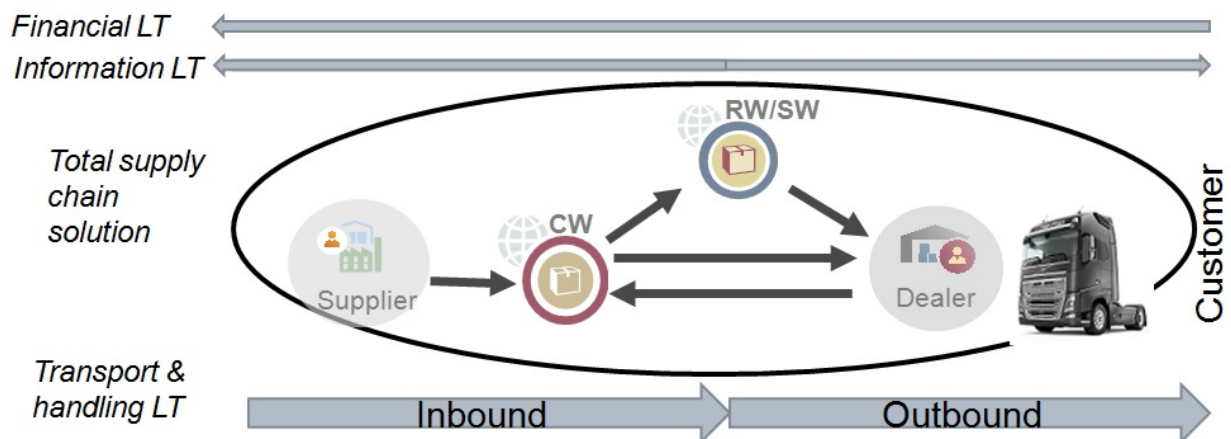 Financial LT
Information LT
RW/SW
Total supply
chain
solution
CW
Supplier
Dealer
Customer
Transport &
handling LT
Inbound
Outbound